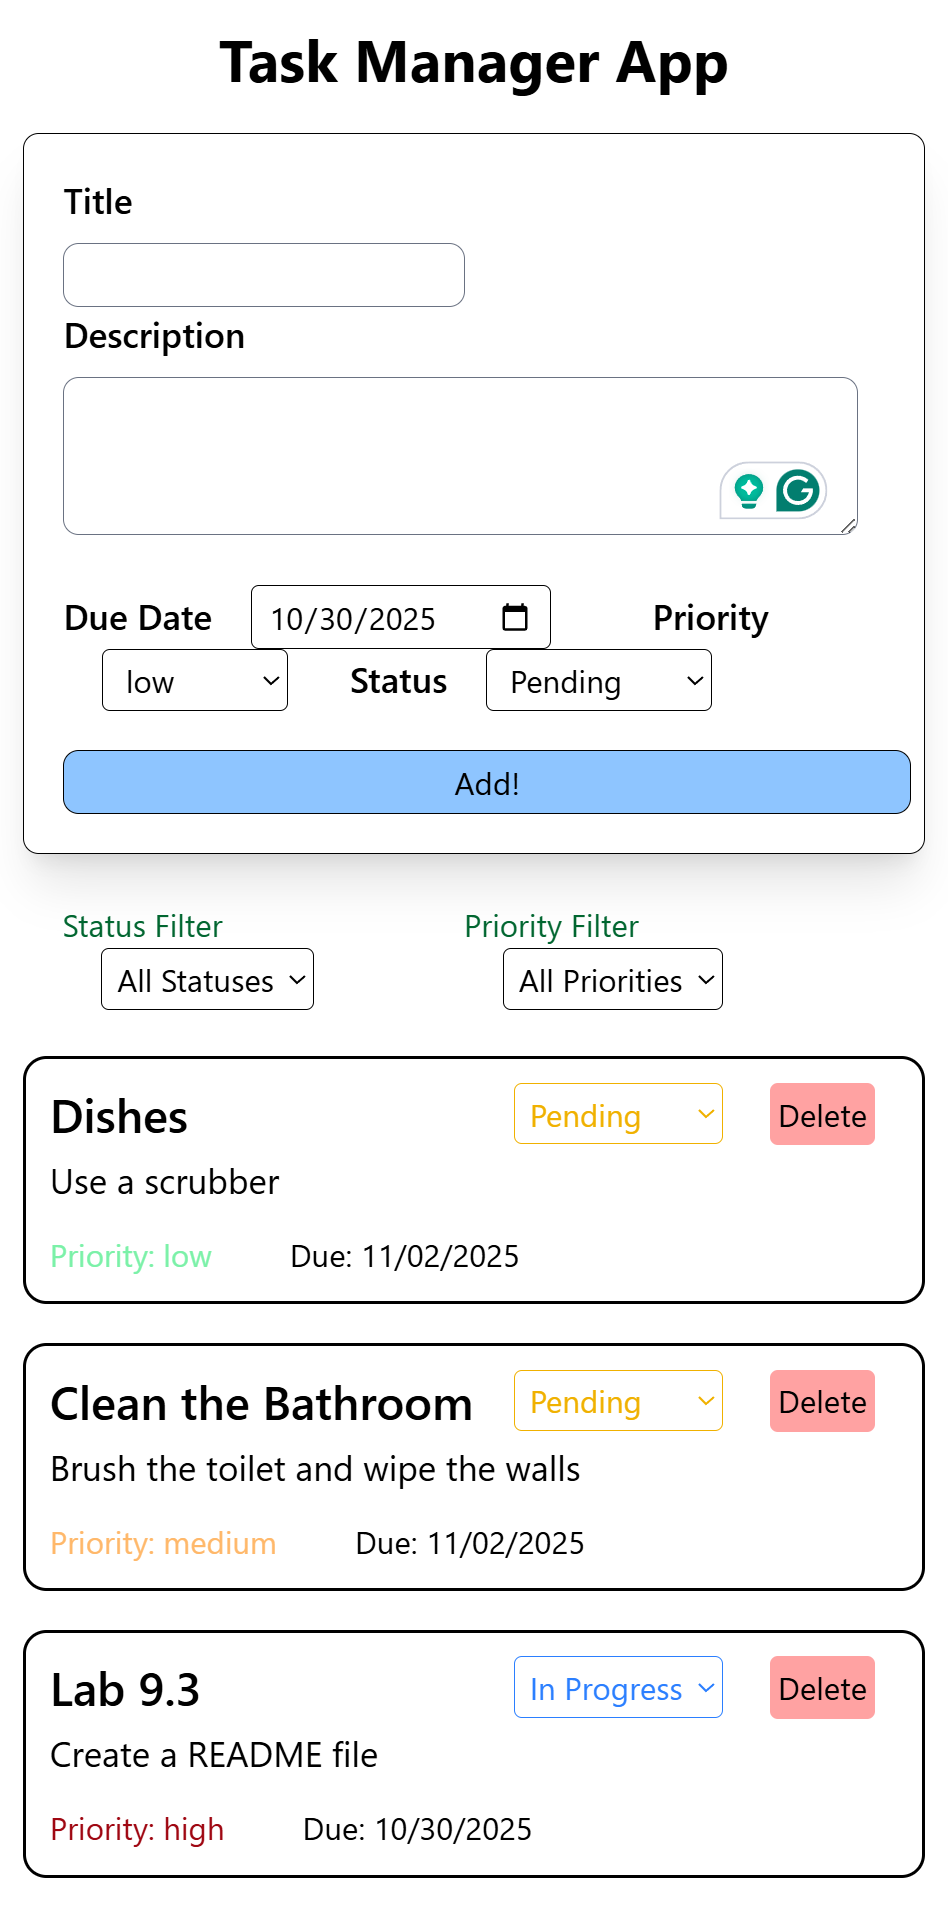 Task Manager App
Title
Description
Due Date 10/30/2025 Priority
low Status Pending
Add!
Status Filter Priority Filter
All Statuses All Priorities
Dishes Pending Delete
Use a scrubber
Priority: low Due: 11/02/2025
Clean the Bathroom Pending Delete
Brush the toilet and wipe the walls
Priority: medium Due: 11/02/2025
Lab 9.3 In Progress Delete
Create a README file
Priority: high Due: 10/30/2025